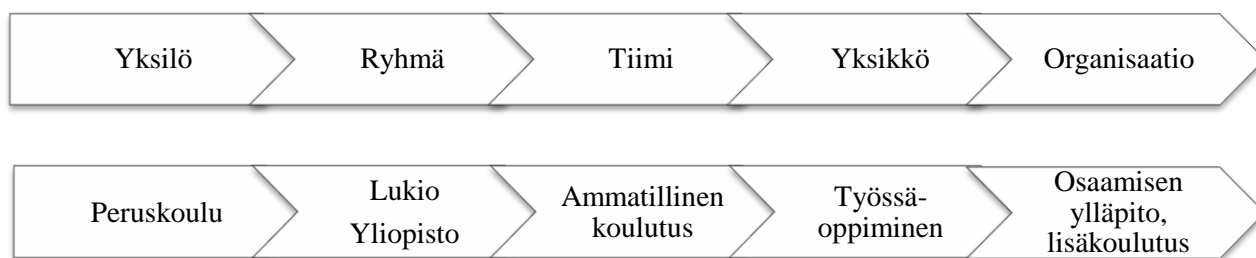 Yksilö
Ryhmä
Tiimi
Yksikkö
Organisaatio
Peruskoulu
Lukio
Yliopisto
Ammatillinen
koulutus
Työssä-
oppiminen
Osaamisen
ylläpito,
lisäkoulutus